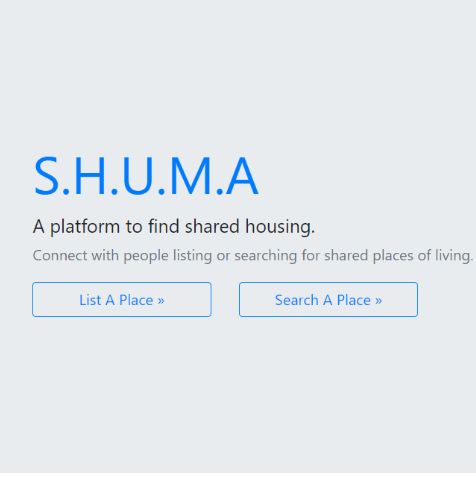 S.H.U.M.A
A platform to find shared housing.
Connect with people listing or searching for shared places of living.
List A Place » Search A Place »